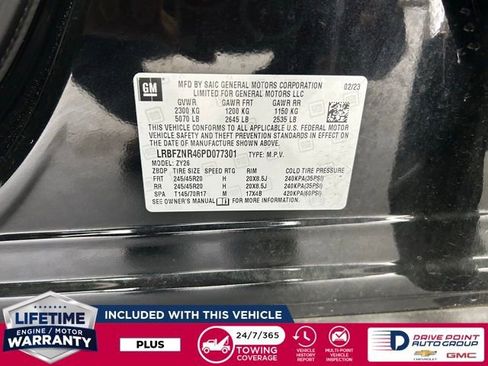 GM
MFD BY SAIC GENERAL MOTORS CORPORATION 02/23
LIMITED FOR GENERAL MOTORS LLC
GVWR GAWR FRT GAWR RR
2300 KG 1200 KG 1150 KG
5070 LB 2645 LB 2535 LB
THIS VEHICLE CONFORMS TO ALL APPLICABLE U.S.
FEDERAL MOTOR VEHICLE SAFETY, BUMPER, AND
THEFT PREVENTION STANDARDS IN EFFECT ON THE
DATE OF MANUFACTURE SHOWN ABOVE.
LRBFZNR46PD077301 TYPE: M.P.V.
MODEL: ZY26
ZBDP TIRE SIZE SPEED RTG RIM COLD TIRE PRESSURE
FRT 245/45R20 H 20X8.5J 240KPA(35PSI)
RR 245/45R20 H 20X8.5J 240KPA(35PSI)
SPA T145/70R17 M 17X4B 420KPA(60PSI)
SEE OWNER'S MANUAL FOR MORE INFORMATION.
LIFETIME
ENGINE / MOTOR
WARRANTY
INCLUDED WITH THIS VEHICLE
PLUS
24/7/365
TOWING
COVERAGE
VEHICLE
HISTORY
REPORT
MULTI-POINT
VEHICLE
INSPECTION
D
DRIVE POINT
AUTO GROUP
CHEVROLET
GMC